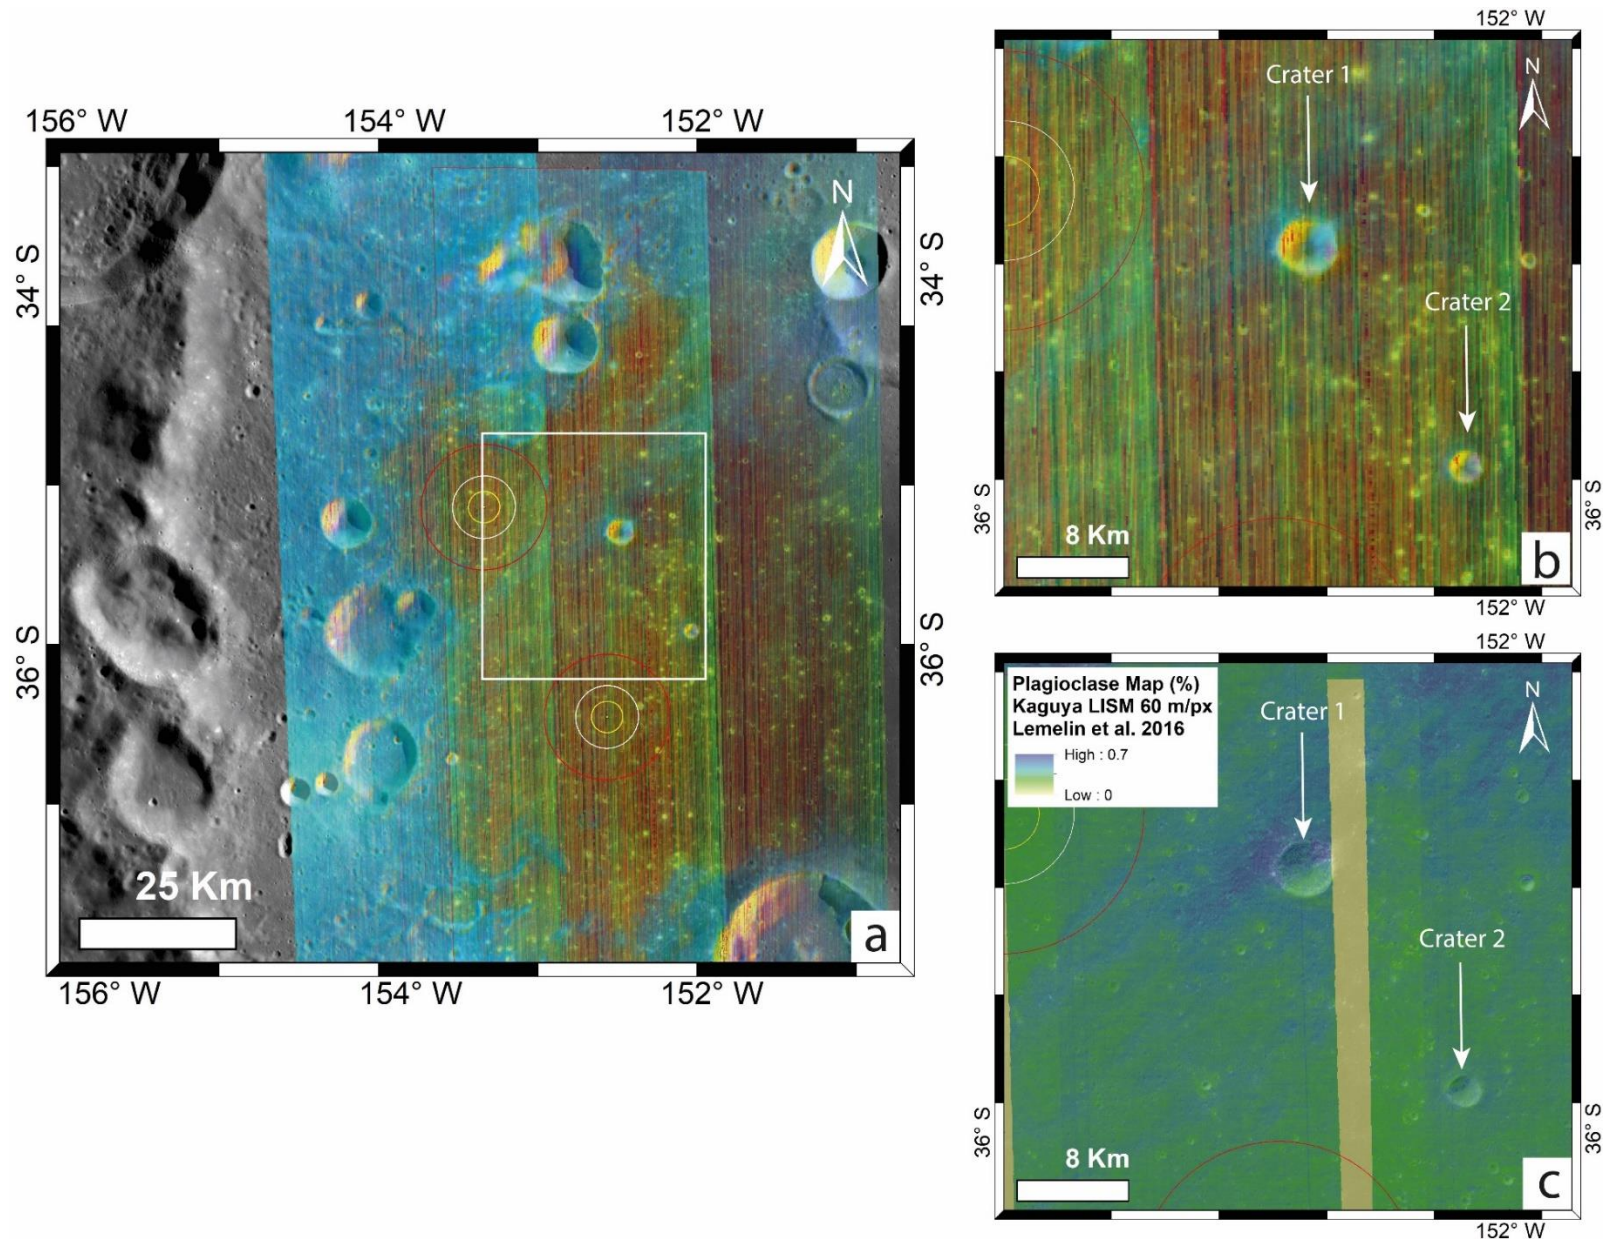 156° W 154° W 152° W
34° S
34° S
N
36° S
36° S
25 Km
a
156° W 154° W 152° W
152° W
Crater 1
N
Crater 2
36° S
36° S
8 Km
b
152° W
152° W
Plagioclase Map (%)
Kaguya LISM 60 m/px
Lemelin et al. 2016
High : 0.7
Low : 0
Crater 1
N
Crater 2
36° S
36° S
8 Km
c
152° W